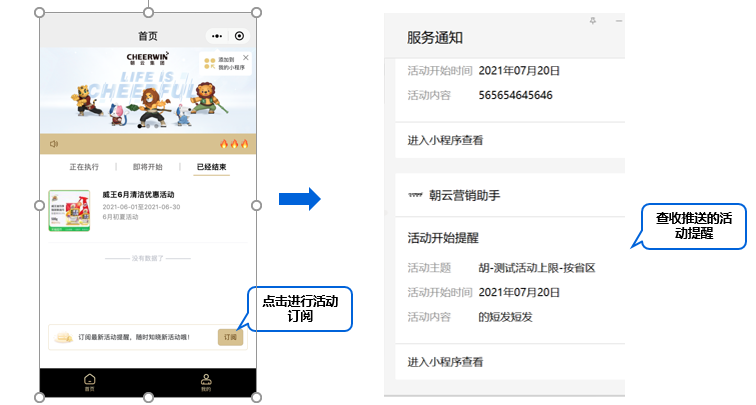 首页
CHEERWIN
朝云集团
LIFE IS
CHEERFUL
添加到
我的小程序
正在执行
即将开始
已经结束
威王6月清洁优惠活动
2021-06-01至2021-06-30
6月初夏活动
没有数据了
订阅最新活动提醒，随时知晓新活动哦！
订阅
首页
我的
点击进行活动
订阅
服务通知
活动开始时间 2021年07月20日
活动内容 565654645646
进入小程序查看
朝云营销助手
活动开始提醒
活动主题 胡-测试活动上限-按省区
活动开始时间 2021年07月20日
活动内容 的短发短发
进入小程序查看
查收推送的活
动提醒